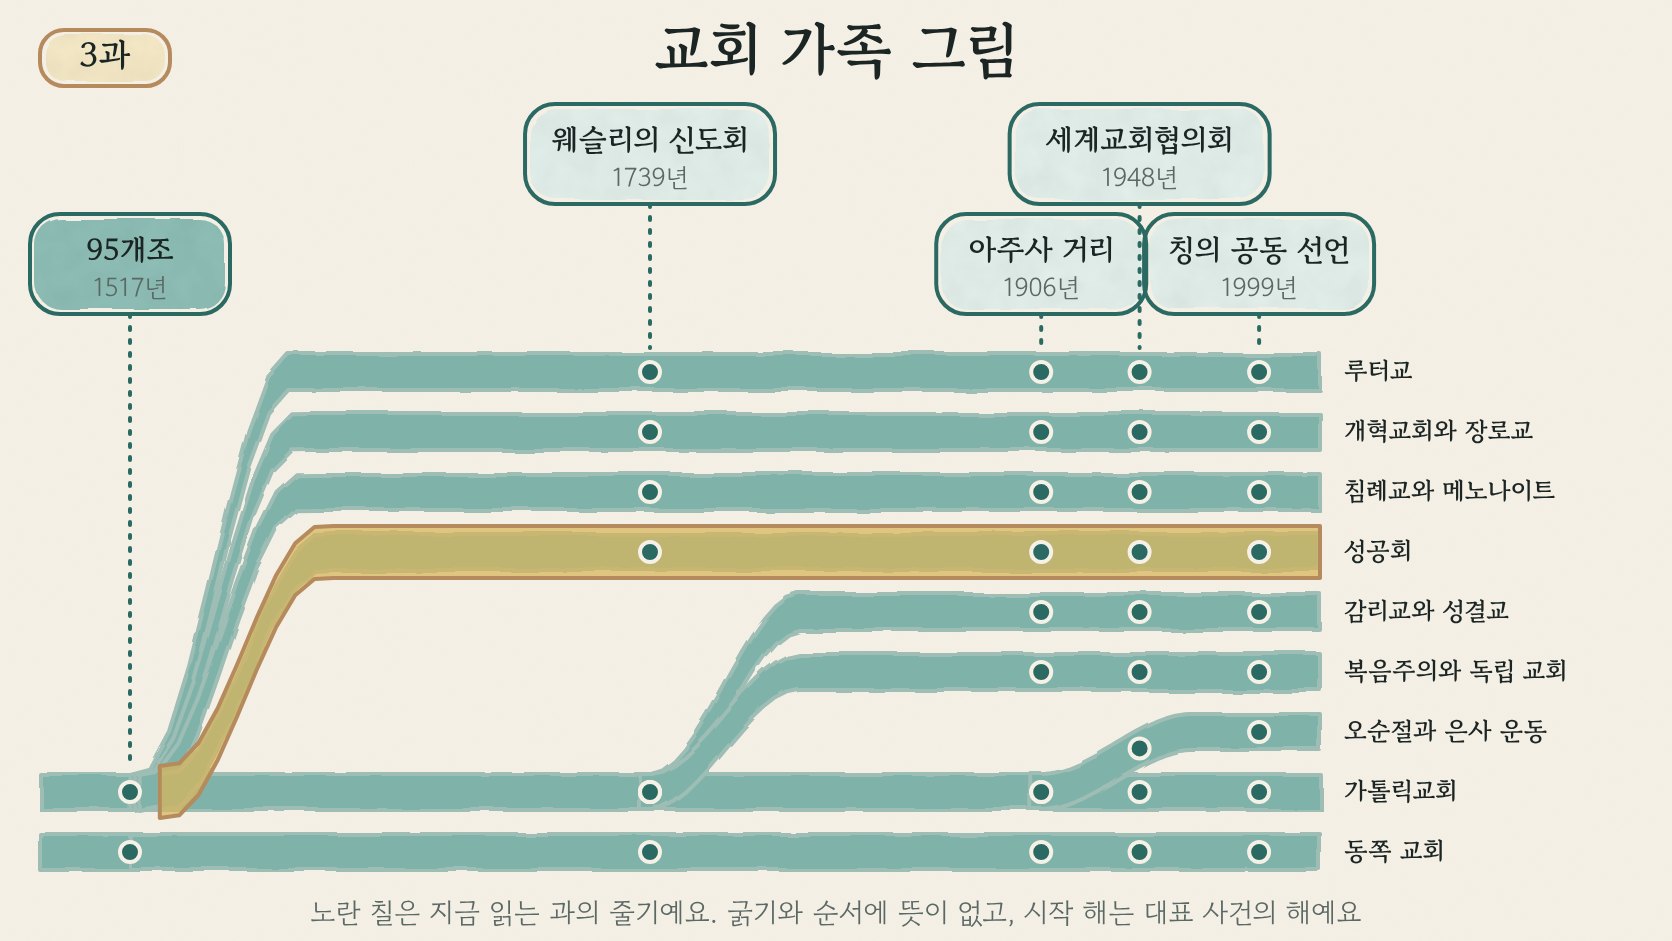 3과
교회 가족 그림
웨슬리의 신도회
1739년
세계교회협의회
1948년
95개조
1517년
아주사 거리
1906년
칭의 공동 선언
1999년
루터교
개혁교회와 장로교
침례교와 메노나이트
성공회
감리교와 성결교
복음주의와 독립 교회
오순절과 은사 운동
가톨릭교회
동쪽 교회
노란 칠은 지금 읽는 과의 줄기예요. 굵기와 순서에 뜻이 없고, 시작 해는 대표 사건의 해예요